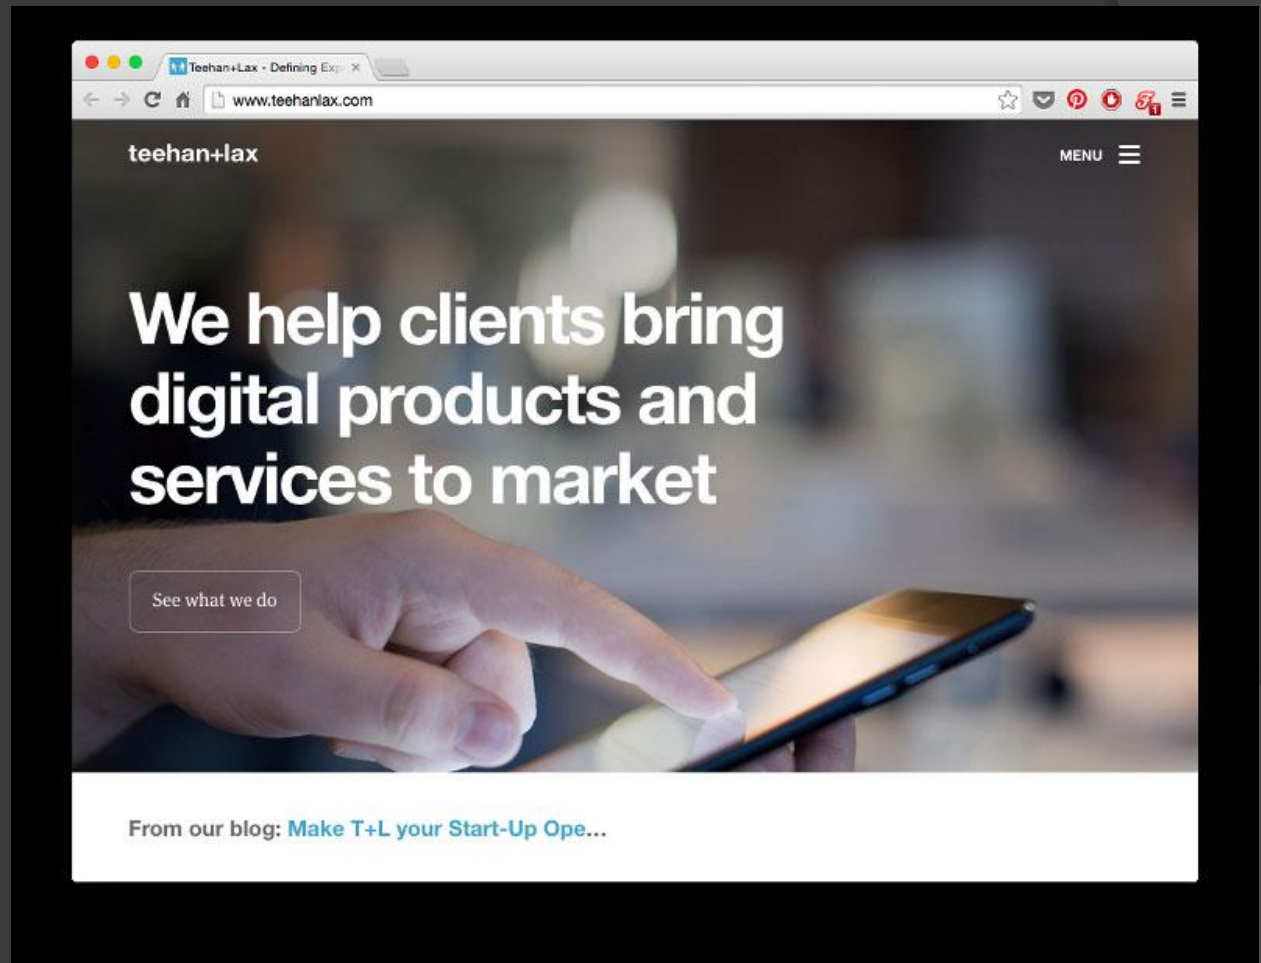 Teehan+Lax - Defining Exp
www.teehanlax.com
1
teehan+lax
MENU
We help clients bring
digital products and
services to market
See what we do
From our blog: Make T+L your Start-Up Ope...